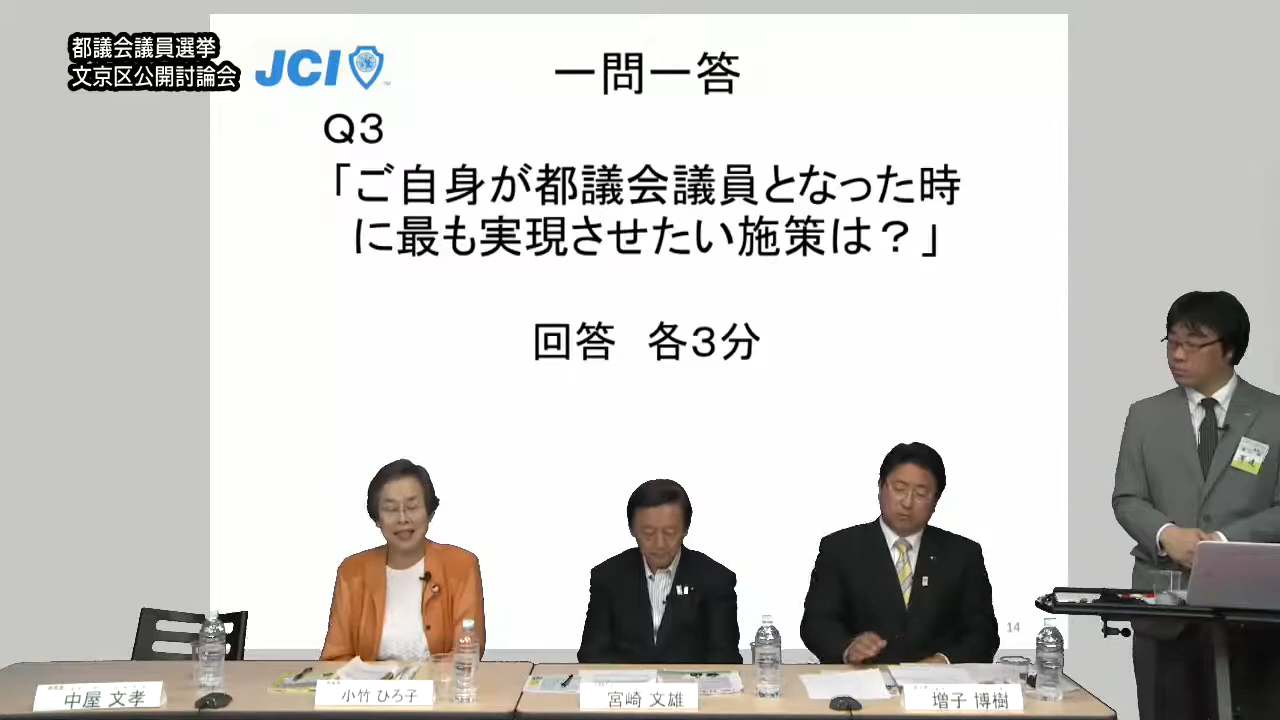 都議会議員選挙
文京区公開討論会
JCI
一問一答
Q3
「ご自身が都議会議員となった時
に最も実現させたい施策は？」
回答　各3分
14
中屋 文孝
小竹 ひろ子
宮崎 文雄
増子 博樹